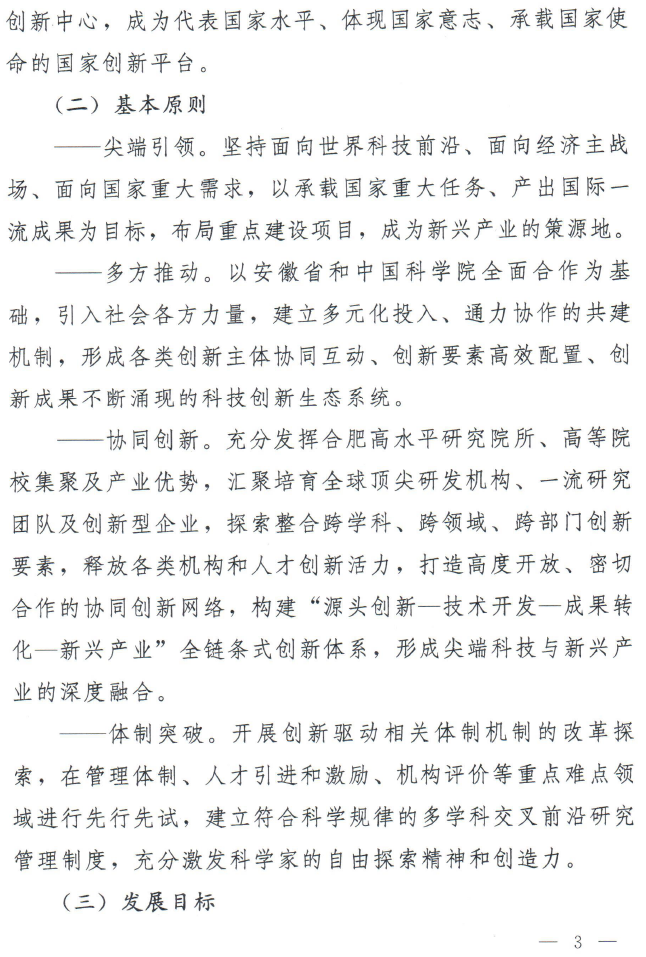 创新中心，成为代表国家水平、体现国家意志、承载国家使
命的国家创新平台。
（二）基本原则
——尖端引领。坚持面向世界科技前沿、面向经济主战
场、面向国家重大需求，以承载国家重大任务、产出国际一
流成果为目标，布局重点建设项目，成为新兴产业的策源地。
——多方推动。以安徽省和中国科学院全面合作为基
础，引入社会各方力量，建立多元化投入、通力协作的共建
机制，形成各类创新主体协同互动、创新要素高效配置、创
新成果不断涌现的科技创新生态系统。
——协同创新。充分发挥合肥高水平研究院所、高等院
校集聚及产业优势，汇聚培育全球顶尖研发机构、一流研究
团队及创新型企业，探索整合跨学科、跨领域、跨部门创新
要素，释放各类机构和人才创新活力，打造高度开放、密切
合作的协同创新网络，构建“源头创新—技术开发—成果转
化—新兴产业”全链条式创新体系，形成尖端科技与新兴产
业的深度融合。
——体制突破。开展创新驱动相关体制机制的改革探
索，在管理体制、人才引进和激励、机构评价等重点难点领
域进行先行先试，建立符合科学规律的多学科交叉前沿研究
管理制度，充分激发科学家的自由探索精神和创造力。
（三）发展目标
— 3 —